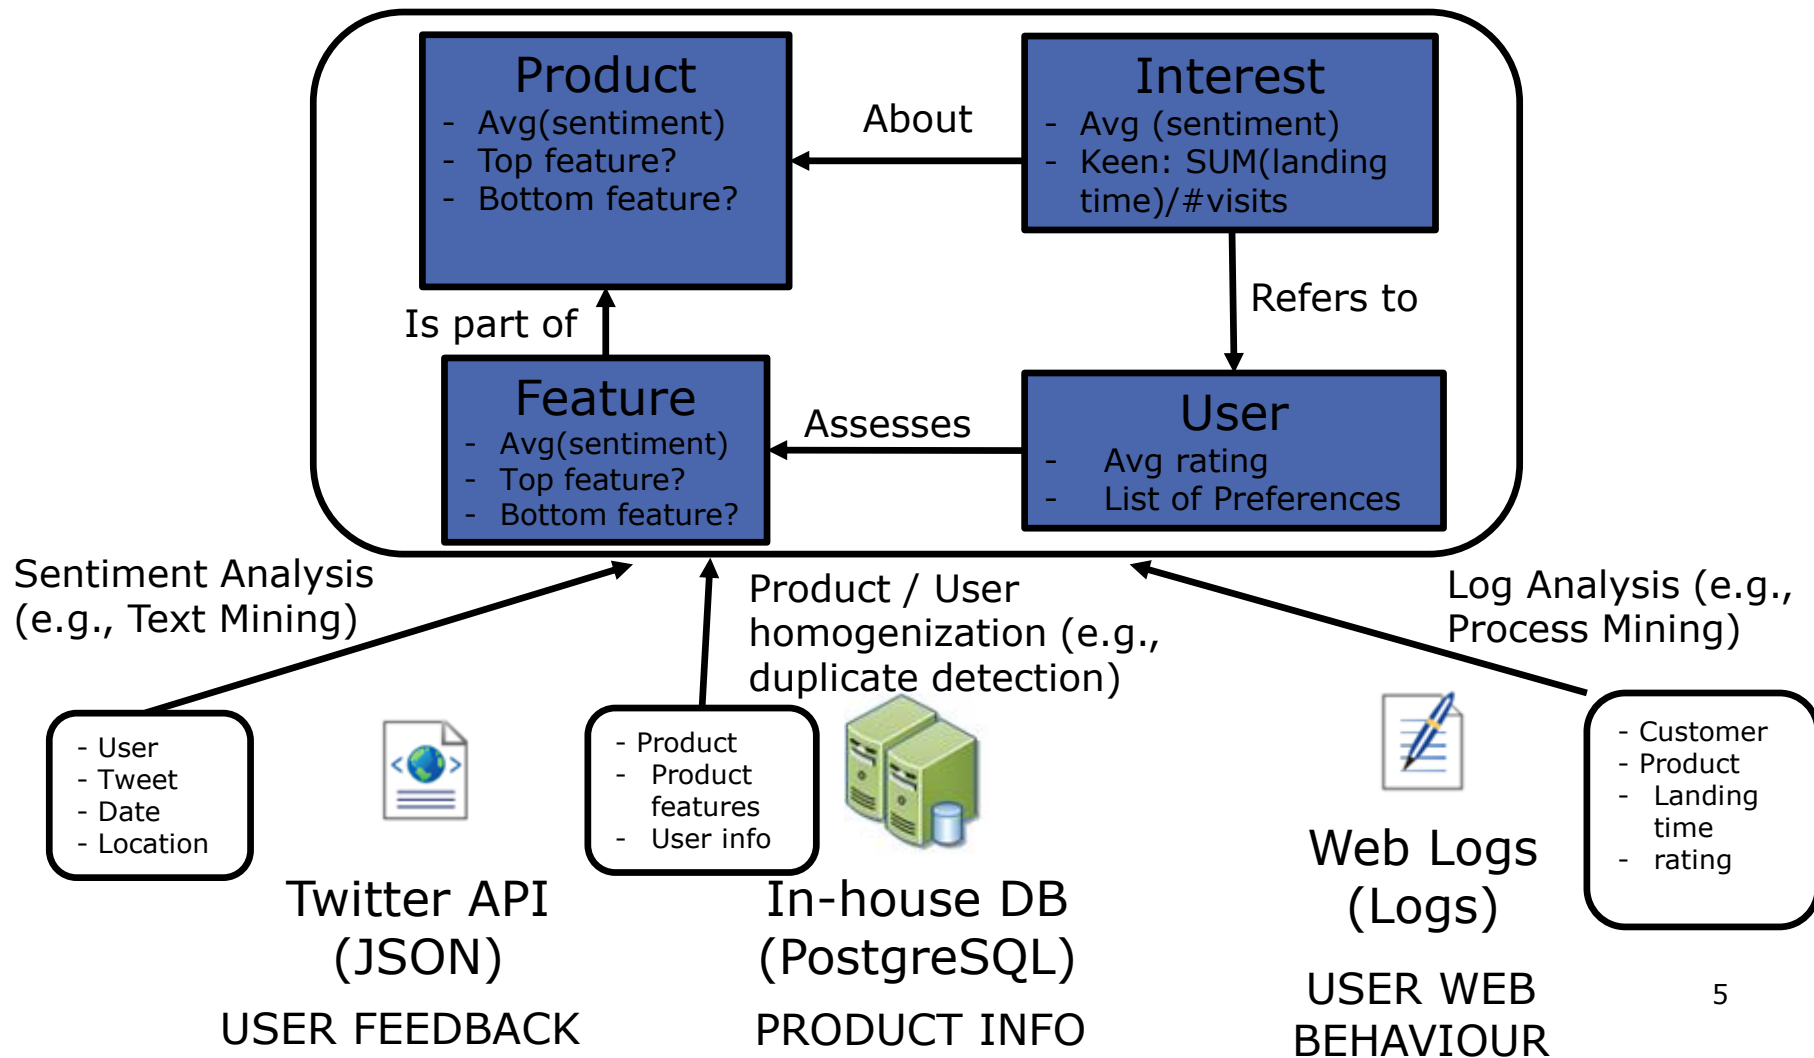 Product
- Avg(sentiment)
- Top feature?
- Bottom feature?
About
Interest
- Avg (sentiment)
- Keen: SUM(landing
time)/#visits
Is part of
Refers to
Feature
- Avg(sentiment)
- Top feature?
- Bottom feature?
Assesses
User
- Avg rating
- List of Preferences
Sentiment Analysis
(e.g., Text Mining)
Product / User
homogenization (e.g.,
duplicate detection)
Log Analysis (e.g.,
Process Mining)
- User
- Tweet
- Date
- Location
- Product
- Product
features
- User info
- Customer
- Product
- Landing
time
- rating
Twitter API
(JSON)
In-house DB
(PostgreSQL)
Web Logs
(Logs)
USER FEEDBACK
PRODUCT INFO
USER WEB
BEHAVIOUR
5